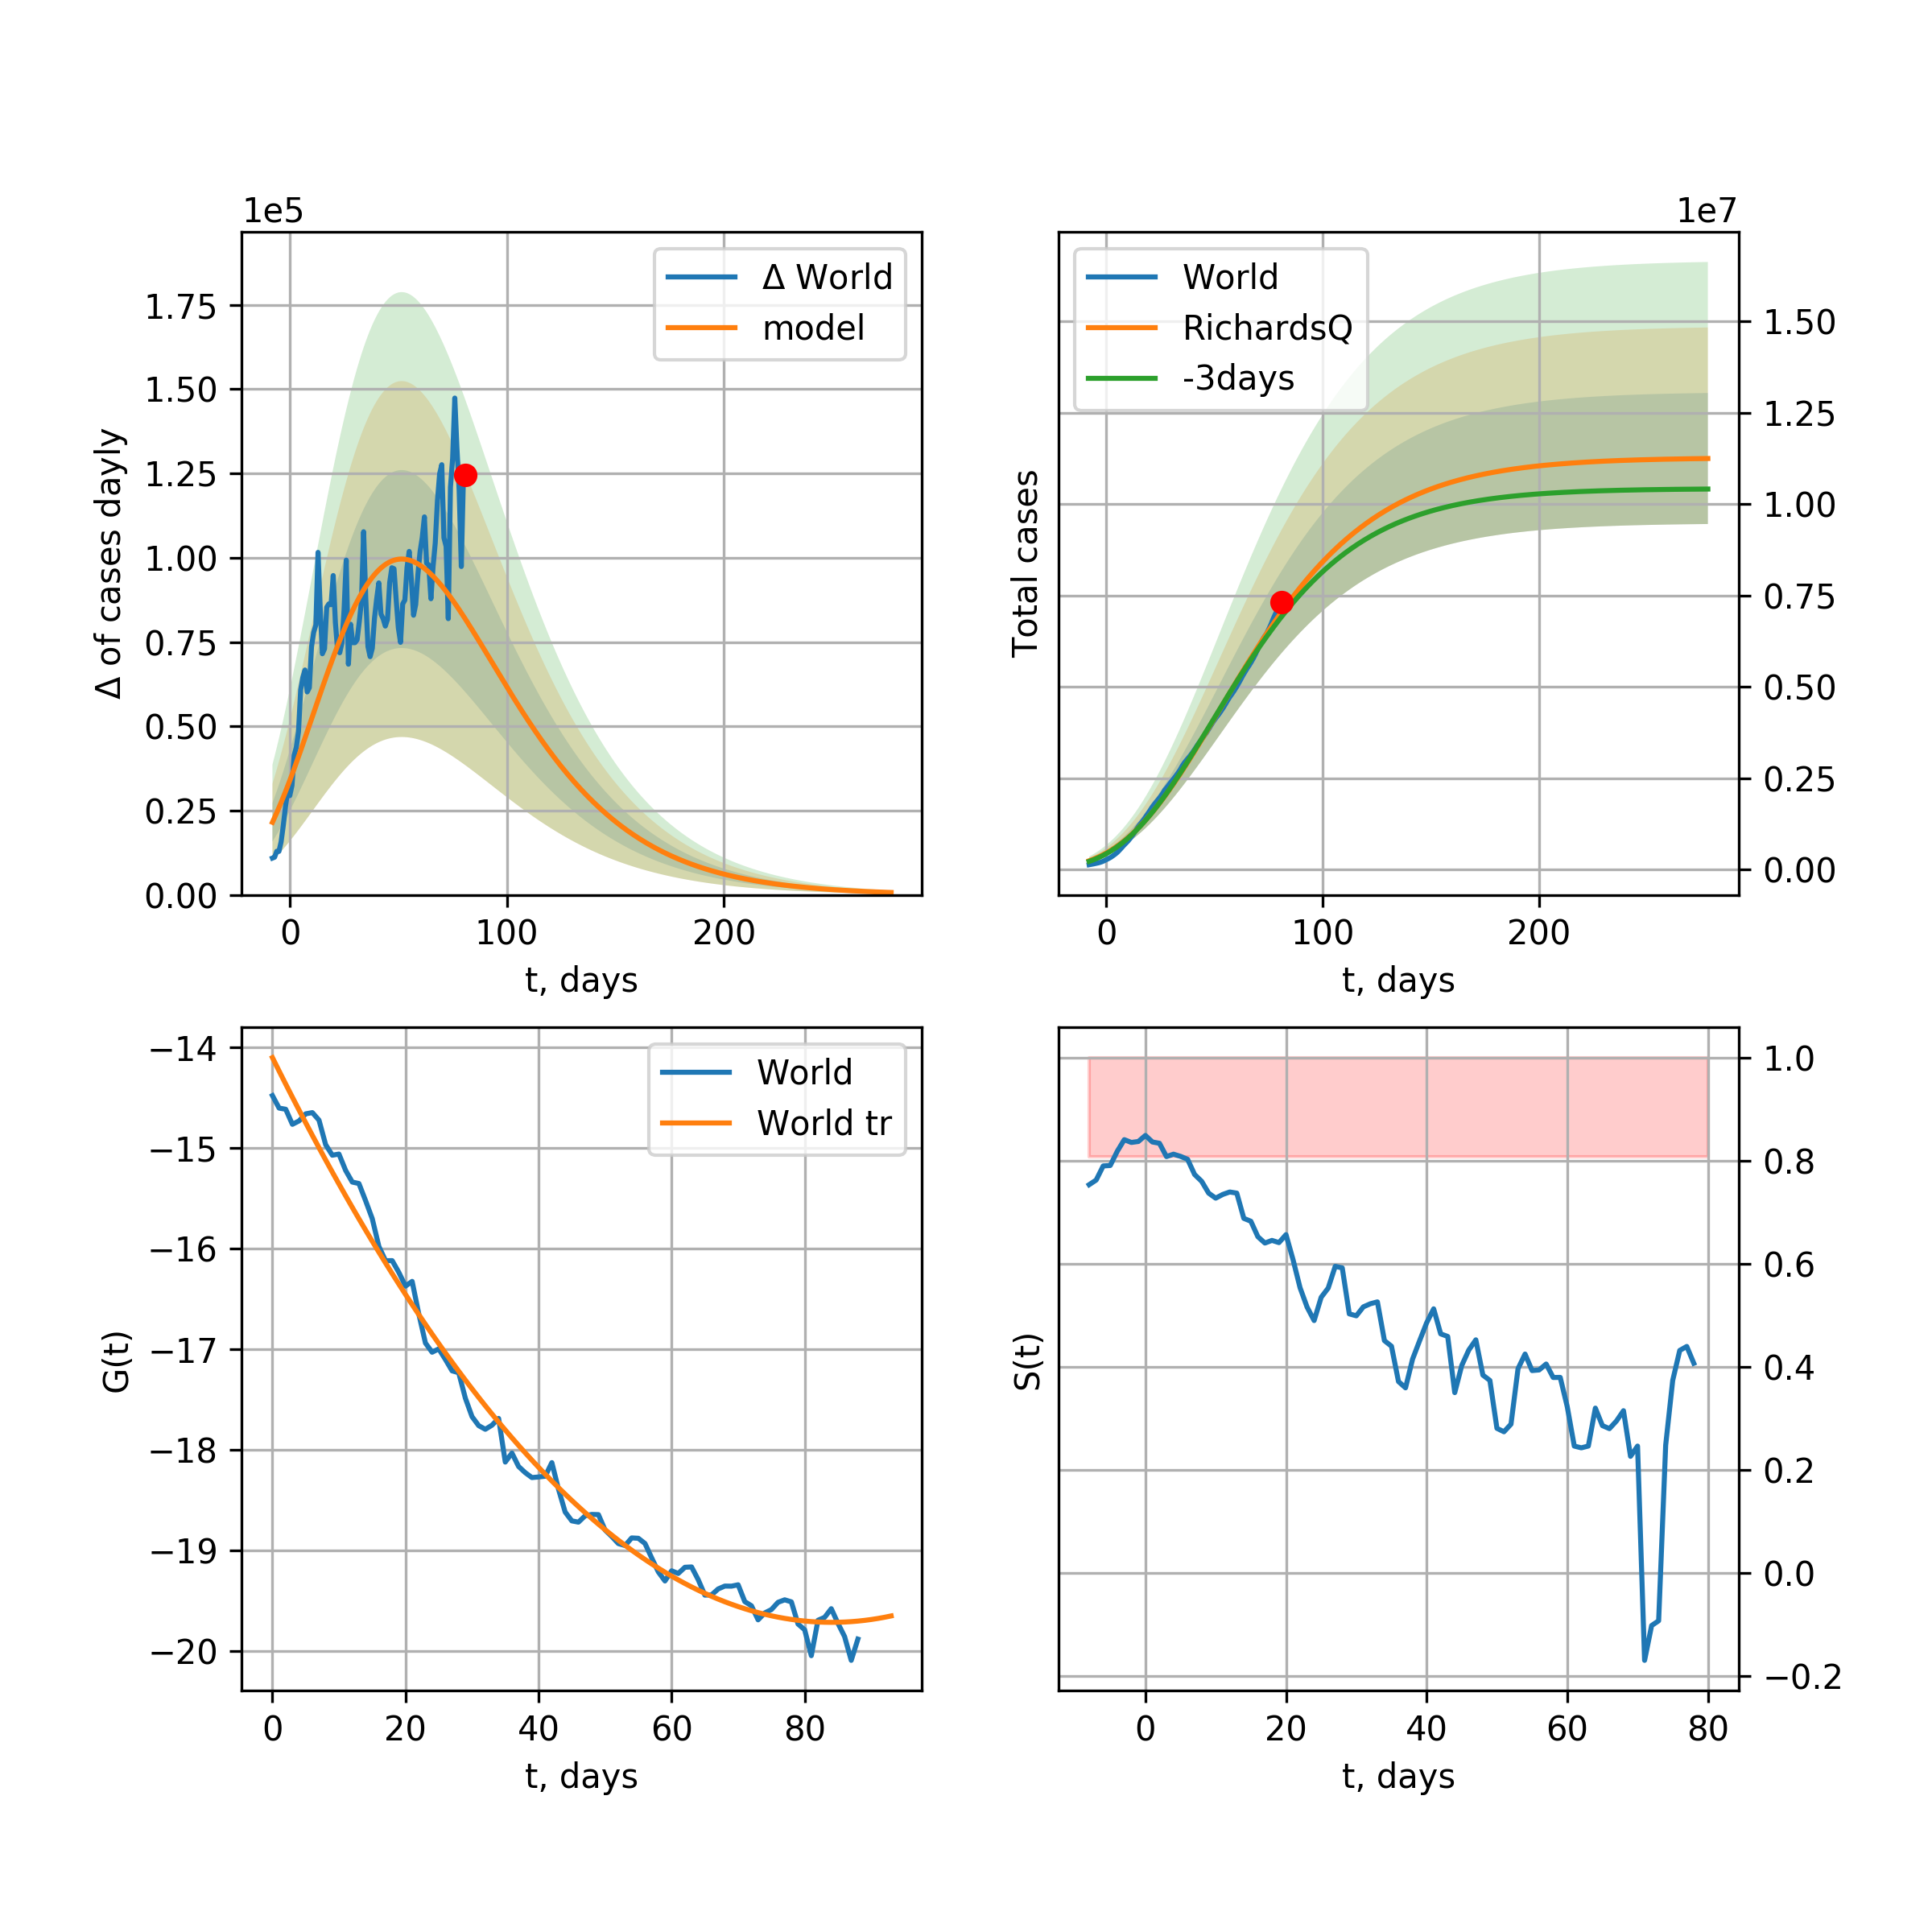 1e5
Δ of cases dayly
1.75
1.50
1.25
1.00
0.75
0.50
0.25
0.00
0 100 200
t, days
Δ World
model
1e7
Total cases
World
RichardsQ
-3days
1.50
1.25
1.00
0.75
0.50
0.25
0.00
0 100 200
t, days
G(t)
−14
−15
−16
−17
−18
−19
−20
0 20 40 60 80
t, days
World
World tr
S(t)
1.0
0.8
0.6
0.4
0.2
0.0
−0.2
0 20 40 60 80
t, days